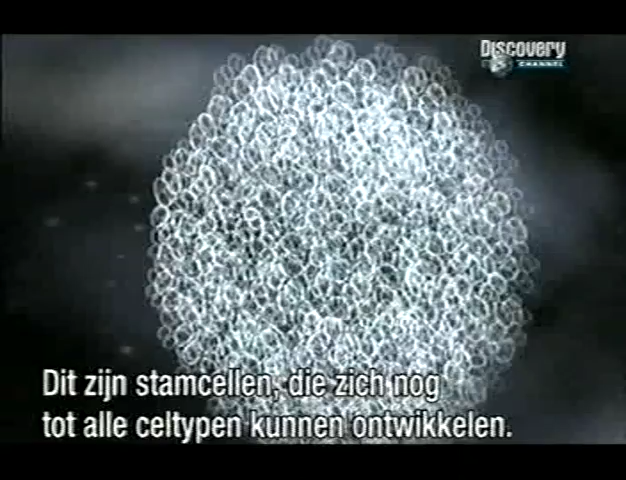 Discovery
CHANNEL
Dit zijn stamcellen, die zich nog
tot alle celtypen kunnen ontwikkelen.